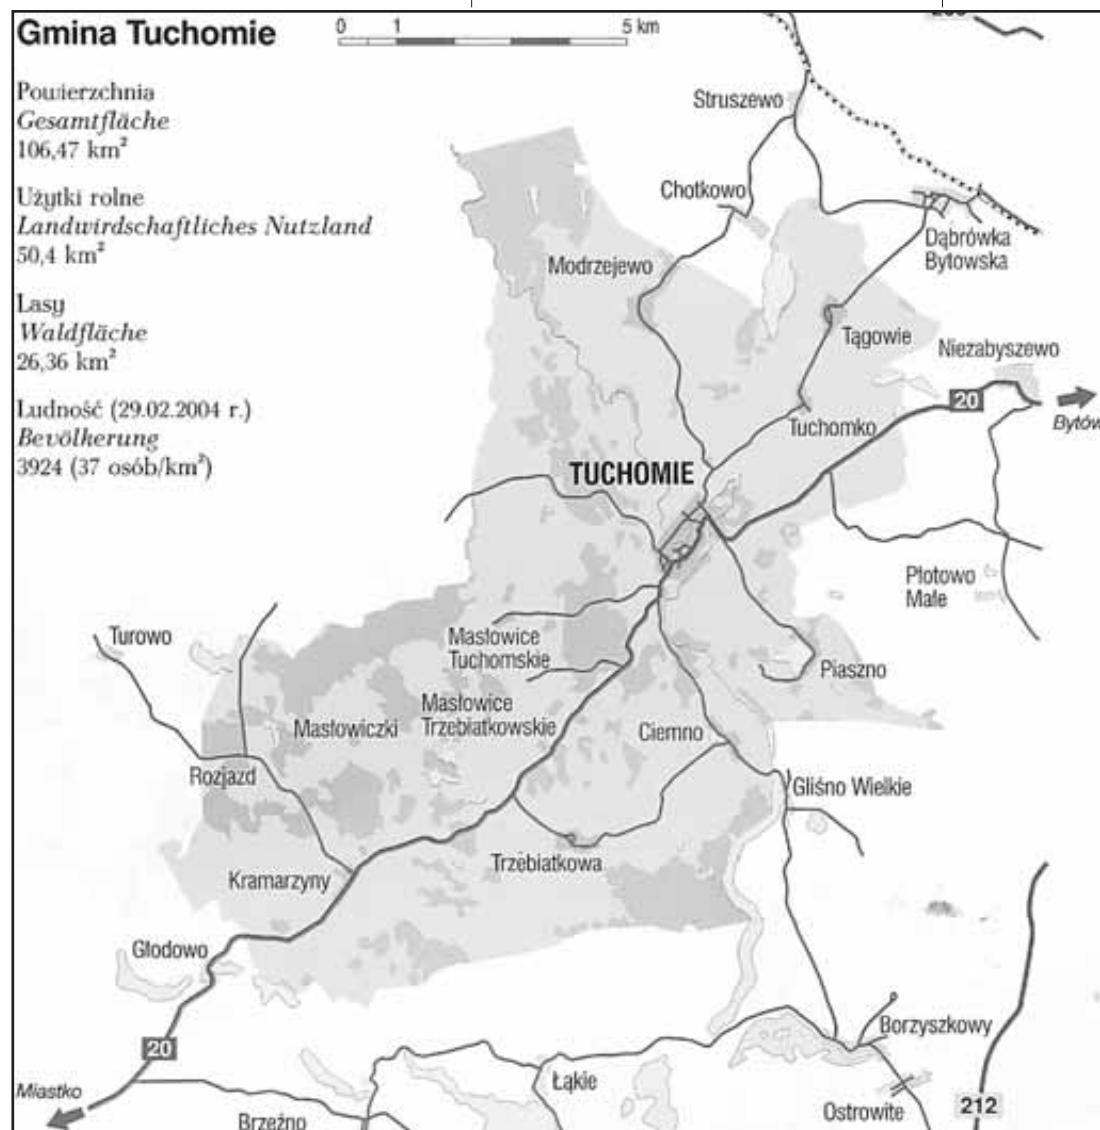 Gmina Tuchomie
0 1 5 km
Powierzchnia
Gesamtfläche
106,47 km²
Użytki rolne
Landwirdschaftliches Nutzland
50,4 km²
Lasy
Waldfläche
26,36 km²
Ludność (29.02.2004 r.)
Bevölkerung
3924 (37 osób/km²)
Struszewo
Chotkowo
Dąbrówka
Bytowska
Modrzejewo
Tągowie
Niezabyszewo
20
Bytów
Tuchomko
TUCHOMIE
Płotowo
Małe
Turowo
Masłowice
Tuchomskie
Piaszno
Masłowice
Trzebiatkowskie
Masłowiczki
Ciemno
Rozjazd
Gliśno Wielkie
Trzebiatkowa
Kramarzyny
Głodowo
Borzyszkowy
20
Miastko
Łąkie
Ostrowite
212
Brzeźno